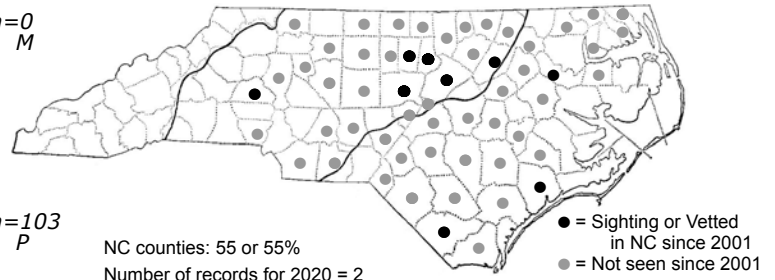 n=0
M
n=103
P
NC counties: 55 or 55%
Number of records for 2020 = 2
● = Sighting or Vetted
in NC since 2001
● = Not seen since 2001